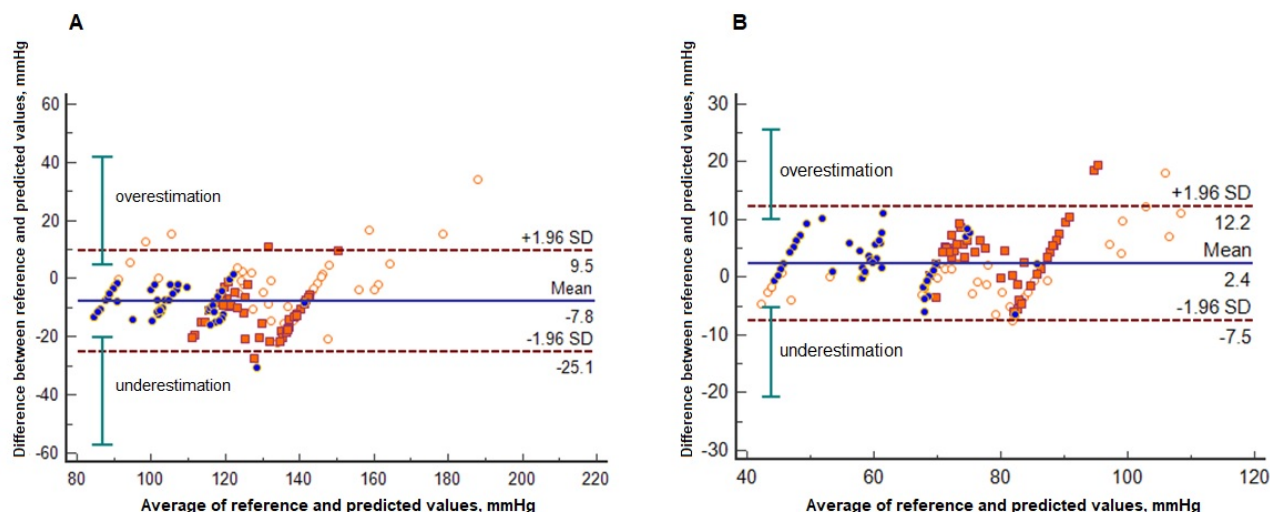 A
Difference between reference and predicted values, mmHg
60
40
20
0
-20
-40
-60
overestimation
underestimation
+1.96 SD
9.5
Mean
-7.8
-1.96 SD
-25.1
80
100
120
140
160
180
200
220
Average of reference and predicted values, mmHg
B
Difference between reference and predicted values, mmHg
30
20
10
0
-10
-20
-30
overestimation
underestimation
+1.96 SD
12.2
Mean
2.4
-1.96 SD
-7.5
40
60
80
100
120
Average of reference and predicted values, mmHg